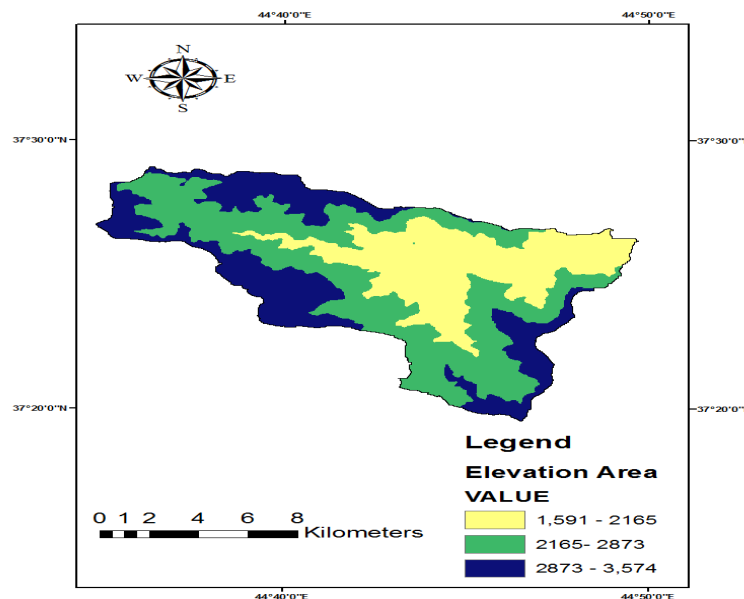 44°40'0"E 44°50'0"E
N
W E
S
37°30'0"N 37°30'0"N
37°20'0"N 37°20'0"N
Legend
Elevation Area
VALUE
1,591 - 2165
2165- 2873
2873 - 3,574
0 1 2 4 6 8
Kilometers
44°40'0"E 44°50'0"E